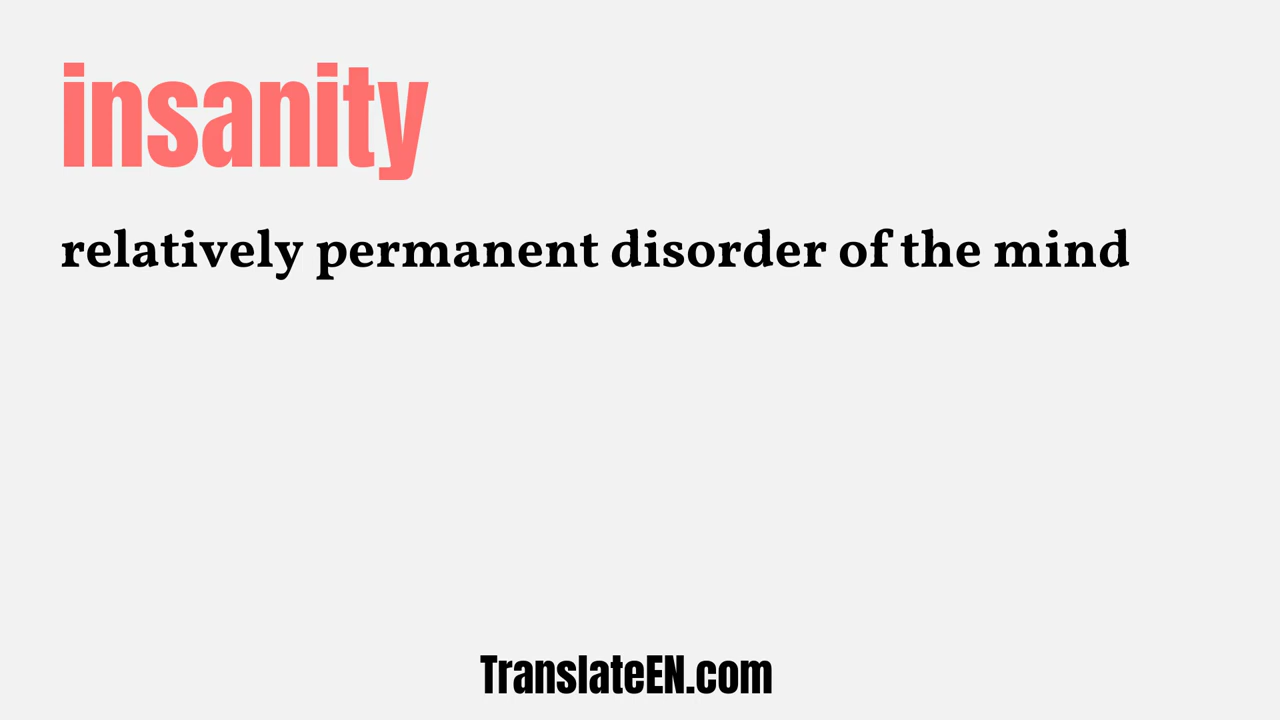 insanity
relatively permanent disorder of the mind
TranslateEN.com